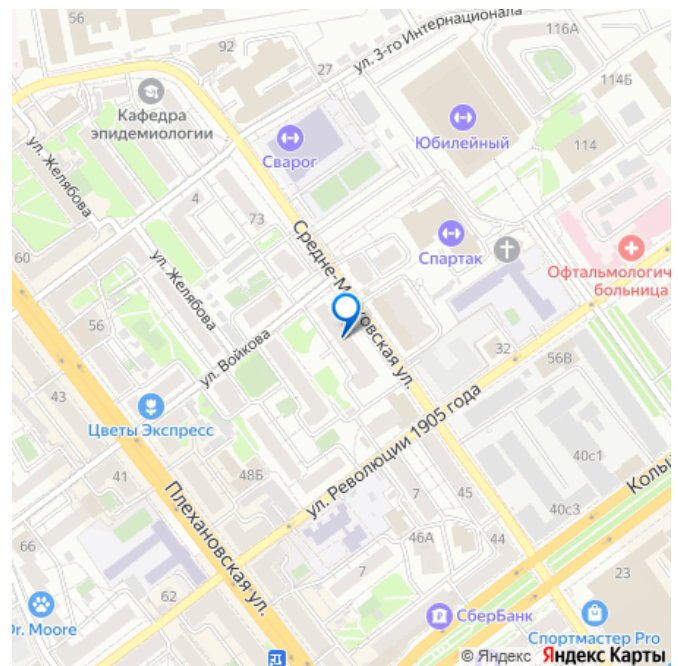 56
92
ул. 3-го Интернационала
116А
27
114Б
Кафедра
эпидемиологии
Сварог
Юбилейный
114
ул. Желябова
4
73
Средне-М
овская ул.
Спартак
Офтальмологич
больница
60
ул. Желябова
56
ул. Войкова
32
56В
43
Цветы Экспресс
ул. Революции 1905 года
41
48Б
40с1
Коль
Плехановская ул.
7
45
40с3
66
46А
44
62
7
23
Dr. Moore
СберБанк
Спортмастер Pro
© Яндекс Яндекс Карты